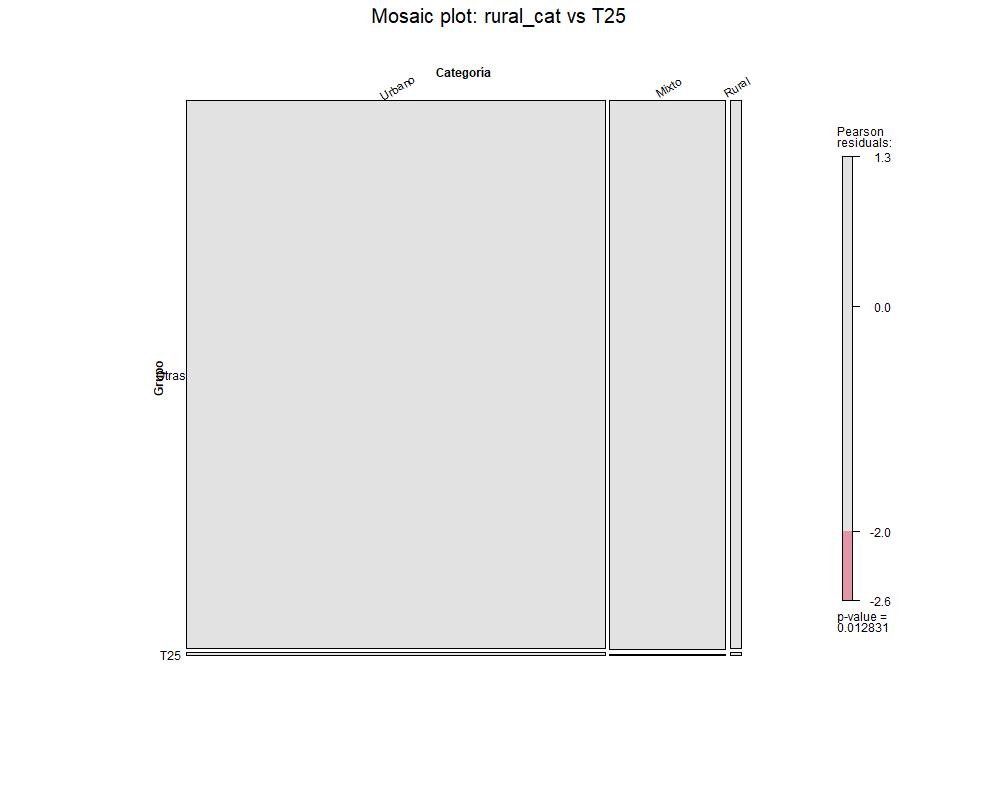 Mosaic plot: rural_cat vs T25
Categoría
Urbano
Mixto
Rural
Pearson
residuals:
1.3
0.0
-2.0
-2.6
p-value =
0.012831
Grupo
Otras
T25